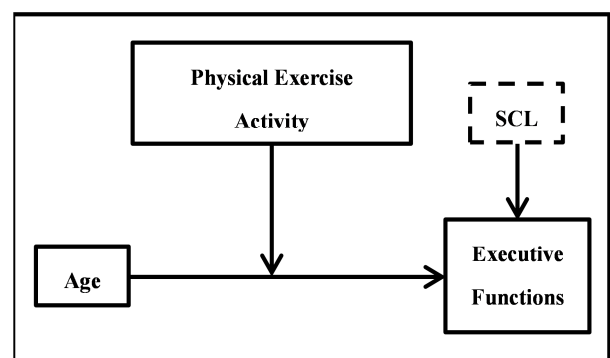 Physical Exercise
Activity
SCL
Age
Executive
Functions